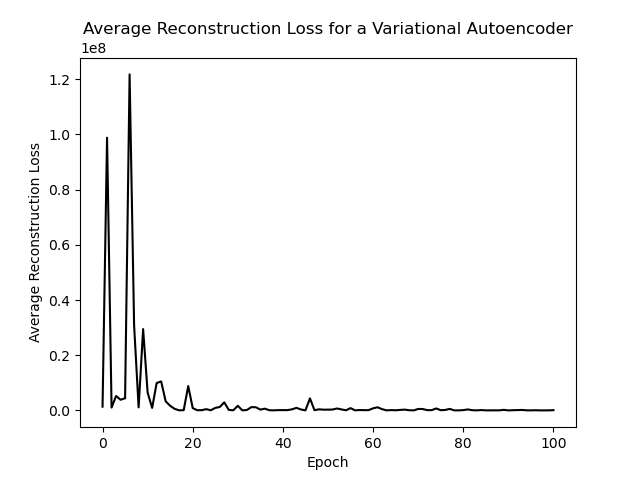 Average Reconstruction Loss for a Variational Autoencoder
1e8
1.2
1.0
0.8
0.6
0.4
0.2
0.0
Average Reconstruction Loss
0 20 40 60 80 100
Epoch